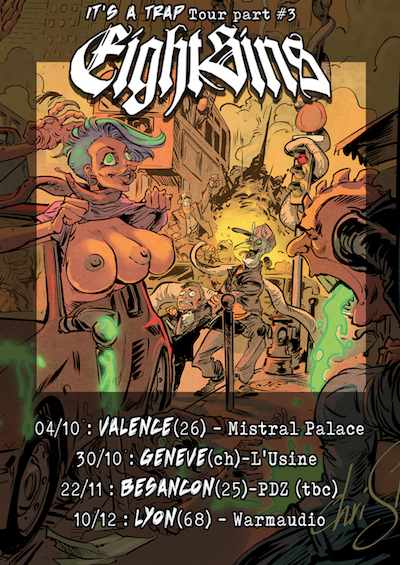 IT'S A TRAP Tour part #3
EightSins
04/10 : VALENCE(26) - Mistral Palace
30/10 : GENEVE(ch)-L'Usine
22/11 : BESANCON(25)-PDZ (tbc)
10/12 : LYON(68) - Warmaudio